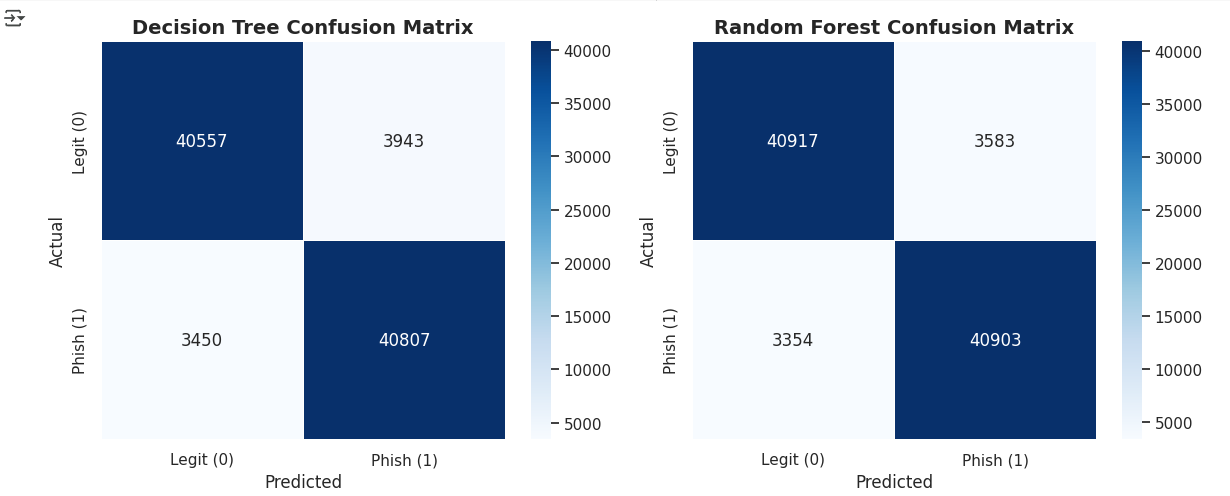 Decision Tree Confusion Matrix
Legit (0)
Phish (1)
Actual
40557
3943
3450
40807
Legit (0)
Phish (1)
Predicted
40000
35000
30000
25000
20000
15000
10000
5000
Random Forest Confusion Matrix
Legit (0)
Phish (1)
Actual
40917
3583
3354
40903
Legit (0)
Phish (1)
Predicted
40000
35000
30000
25000
20000
15000
10000
5000